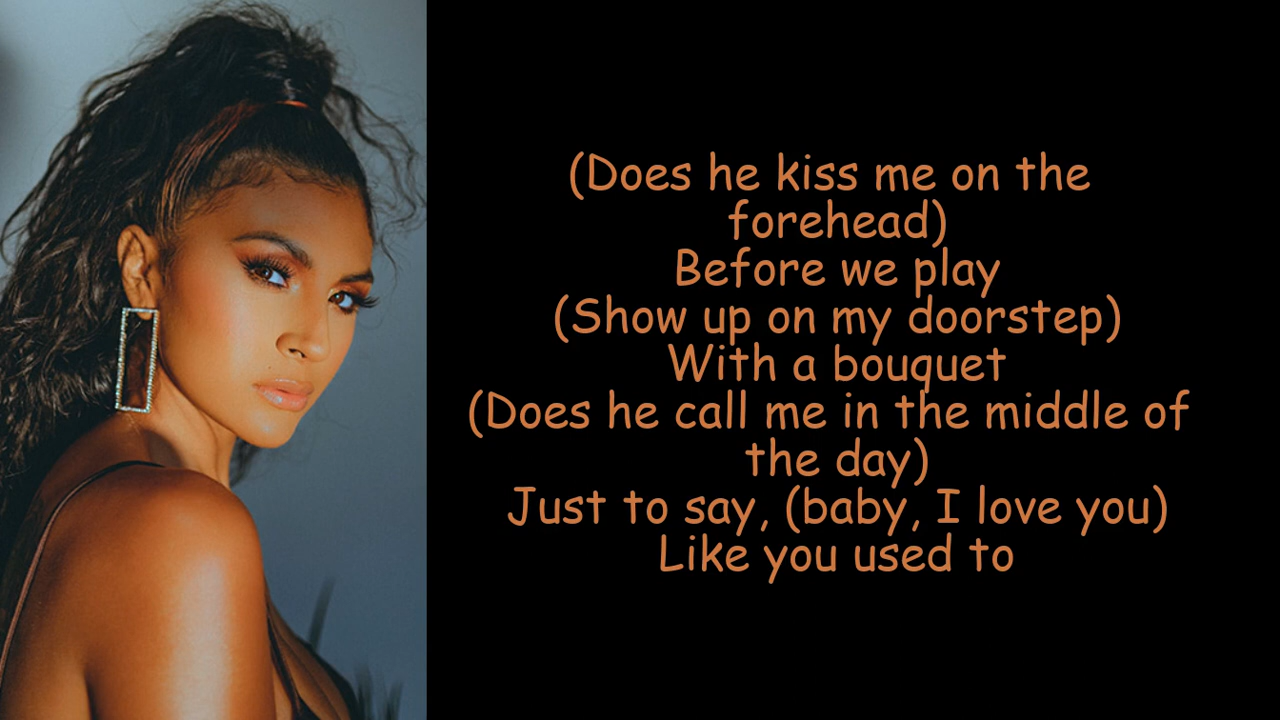 (Does he kiss me on the
forehead)
Before we play
(Show up on my doorstep)
With a bouquet
(Does he call me in the middle of
the day)
Just to say, (baby, I love you)
Like you used to